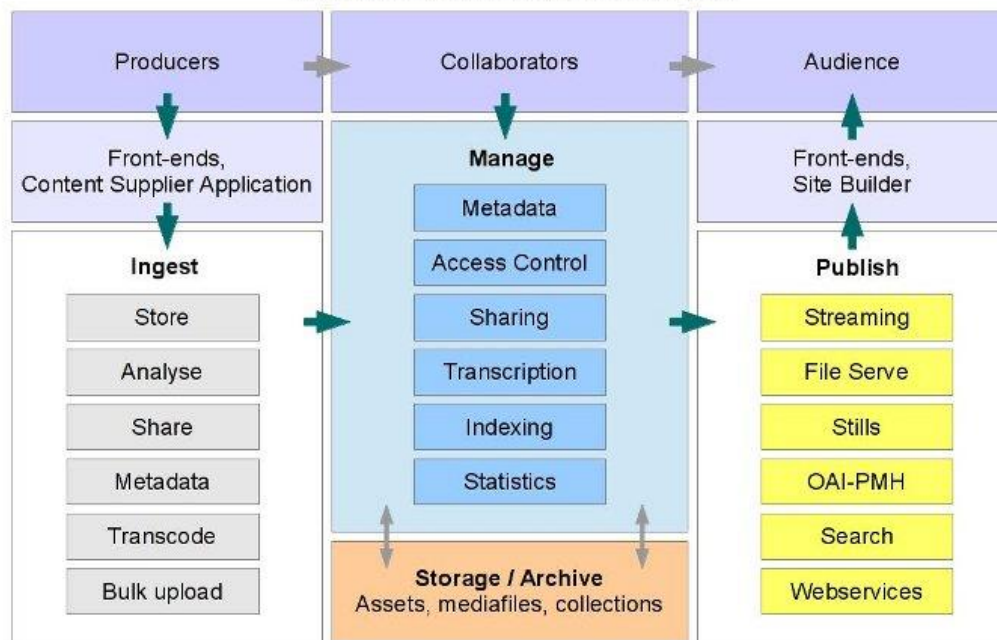 Producers
Collaborators
Audience
Front-ends,
Content Supplier Application
Ingest
Store
Analyse
Share
Metadata
Transcode
Bulk upload
Manage
Metadata
Access Control
Sharing
Transcription
Indexing
Statistics
Storage / Archive
Assets, mediafiles, collections
Front-ends,
Site Builder
Publish
Streaming
File Serve
Stills
OAI-PMH
Search
Webservices